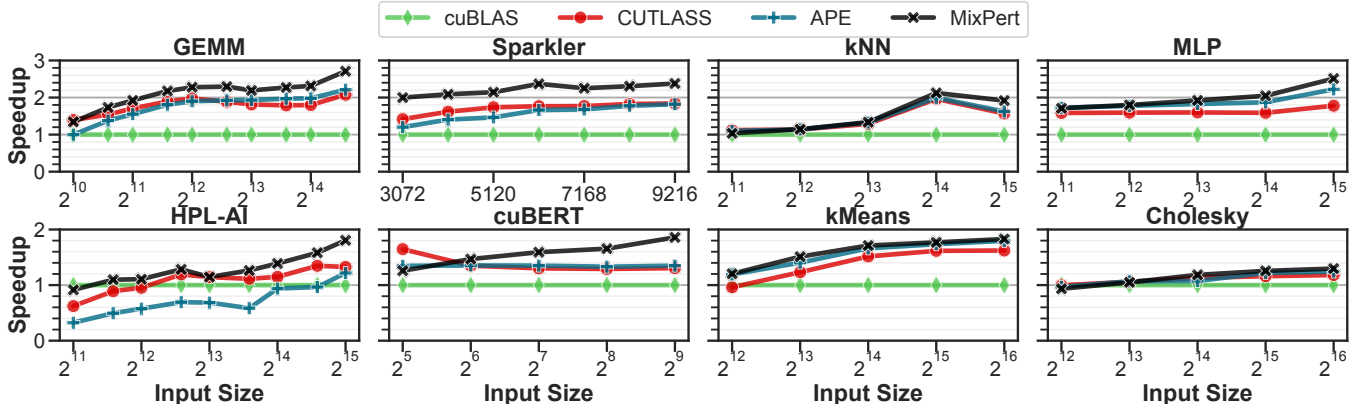 cuBLAS CUTLASS APE MixPert
GEMM Sparkler kNN MLP
Speedup
3
2
1
0
2^10 2^11 2^12 2^13 2^14
3072 5120 7168 9216
2^11 2^12 2^13 2^14 2^15
2^11 2^12 2^13 2^14 2^15
HPL-AI cuBERT kMeans Cholesky
Speedup
2
1
0
2^11 2^12 2^13 2^14 2^15
2^5 2^6 2^7 2^8 2^9
2^12 2^13 2^14 2^15 2^16
2^12 2^13 2^14 2^15 2^16
Input Size Input Size Input Size Input Size